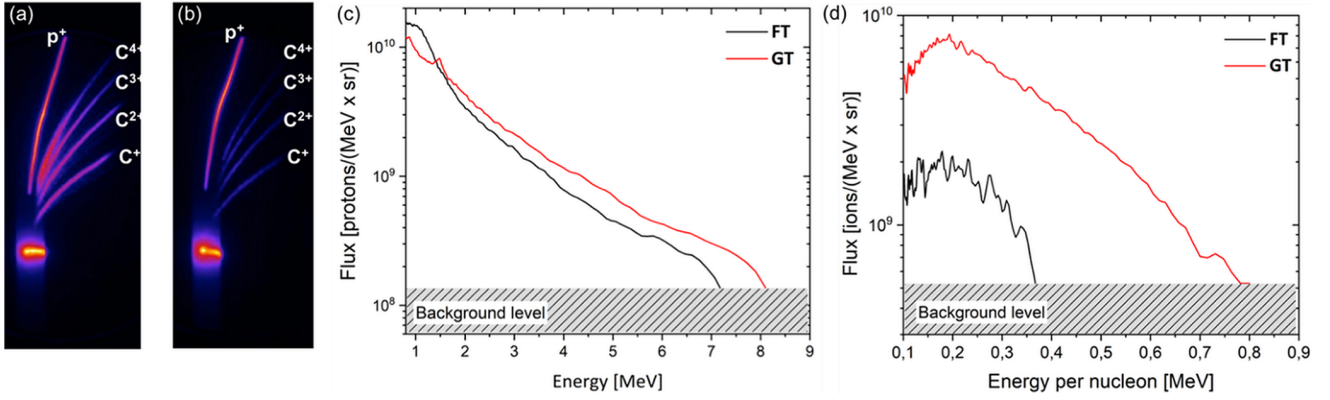 (a)
p+
C4+
C3+
C2+
C+
(b)
p+
C4+
C3+
C2+
C+
(c)
FT
GT
10^10
10^9
10^8
Flux [protons/(MeV x sr)]
Background level
1 2 3 4 5 6 7 8 9
Energy [MeV]
(d)
FT
GT
10^10
10^9
Flux [ions/(MeV x sr)]
Background level
0,1 0,2 0,3 0,4 0,5 0,6 0,7 0,8 0,9
Energy per nucleon [MeV]